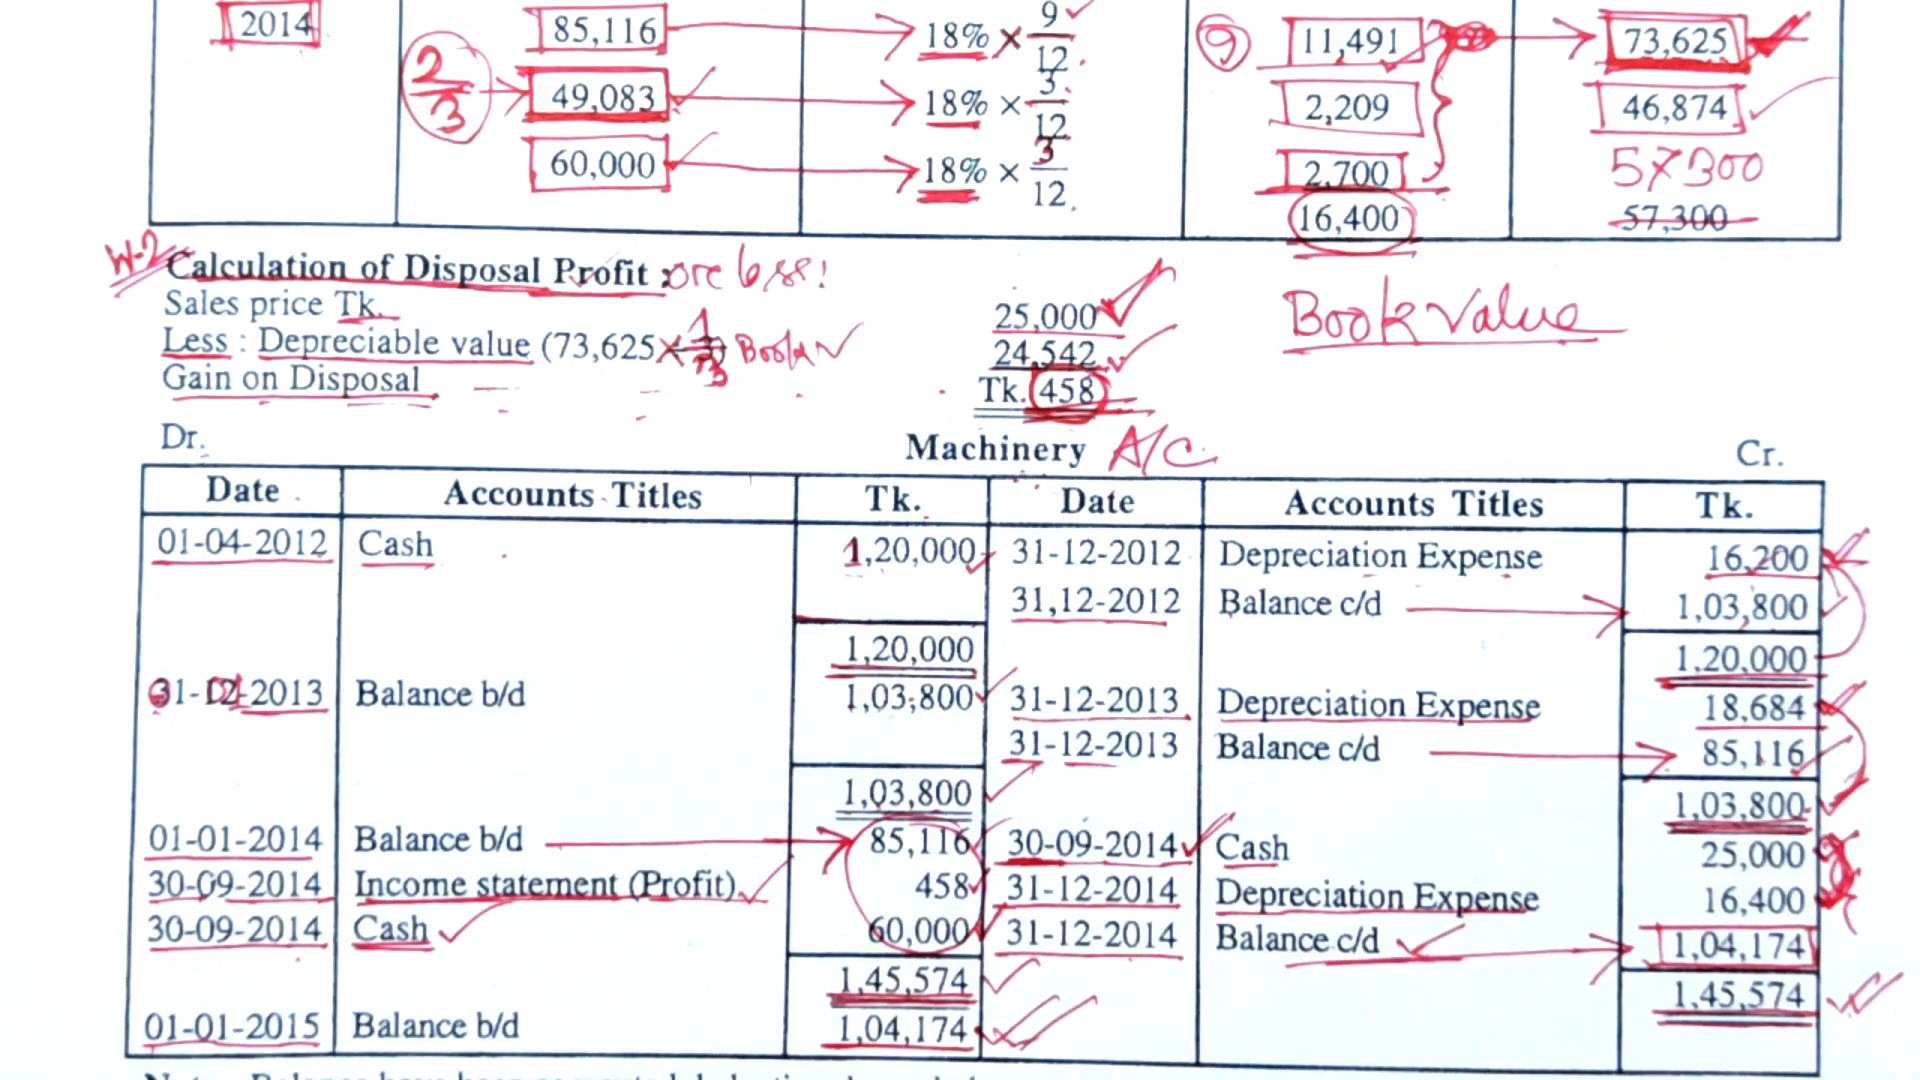 2014 85,116 18% × 9/12 9 11,491 73,625
2/3 49,083 18% × 3/12 2,209 46,874
60,000 18% × 3/12. 2,700 57300
16,400 57,300
W-2 Calculation of Disposal Profit : ore less!
Sales price Tk. 25,000
Less : Depreciable value (73,625× 1/3) Book 24,542
Book Value
Gain on Disposal Tk. 458
Dr. Machinery A/C Cr.
Date Accounts Titles Tk. Date Accounts Titles Tk.
01-04-2012 Cash 1,20,000 31-12-2012 Depreciation Expense 16,200
31,12-2012 Balance c/d 1,03,800
1,20,000 1,20,000
Balance b/d 1,03,800 31-12-2013 Depreciation Expense 18,684
31-12-2013 Balance c/d 85,116
1,03,800 1,03,800
01-01-2014 Balance b/d 85,116 30-09-2014 Cash 25,000
30-09-2014 Income statement (Profit) 458 31-12-2014 Depreciation Expense 16,400
30-09-2014 Cash 60,000 31-12-2014 Balance c/d 1,04,174
1,45,574 1,45,574
01-01-2015 Balance b/d 1,04,174